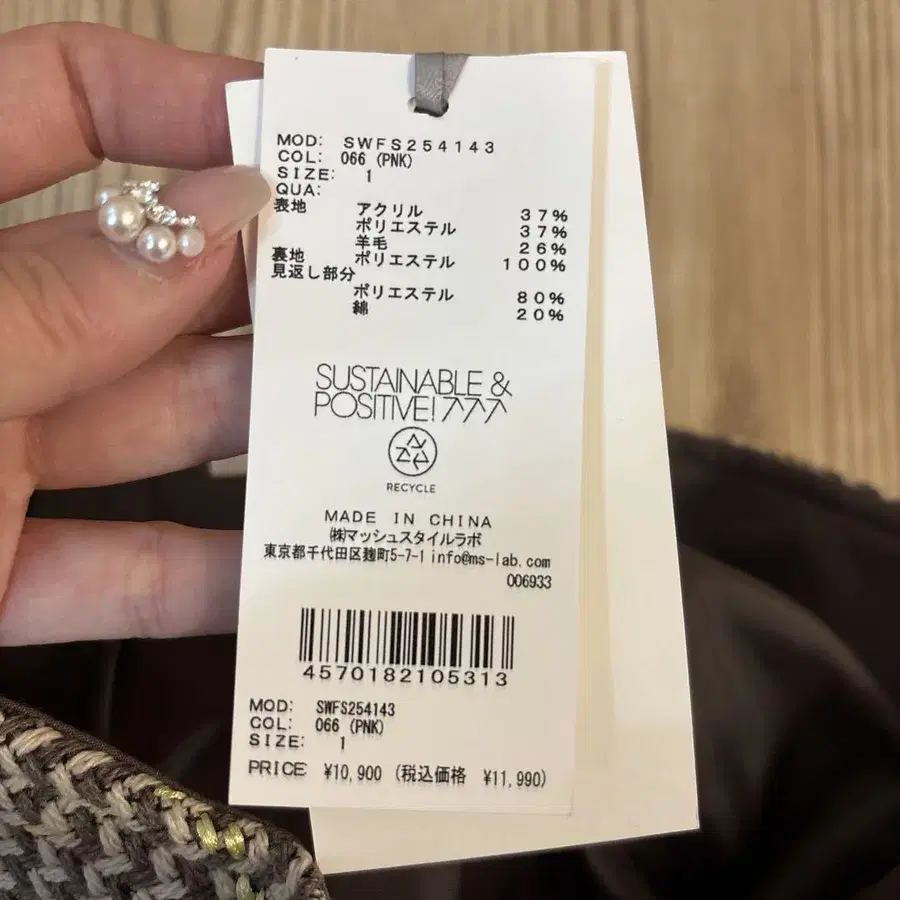 MOD: SWFS254143
COL: 066 (PNK)
SIZE: 1
QUA:
表地 アクリル 37%
ポリエステル 37%
羊毛 26%
裏地 ポリエステル 100%
見返し部分
ポリエステル 80%
綿 20%
SUSTAINABLE &
POSITIVE!
RECYCLE
MADE IN CHINA
㈱マッシュスタイルラボ
東京都千代田区麹町5-7-1 info@ms-lab.com
006933
4570182105313
MOD: SWFS254143
COL: 066 (PNK)
SIZE: 1
PRICE: ¥10,900 (税込価格 ¥11,990)